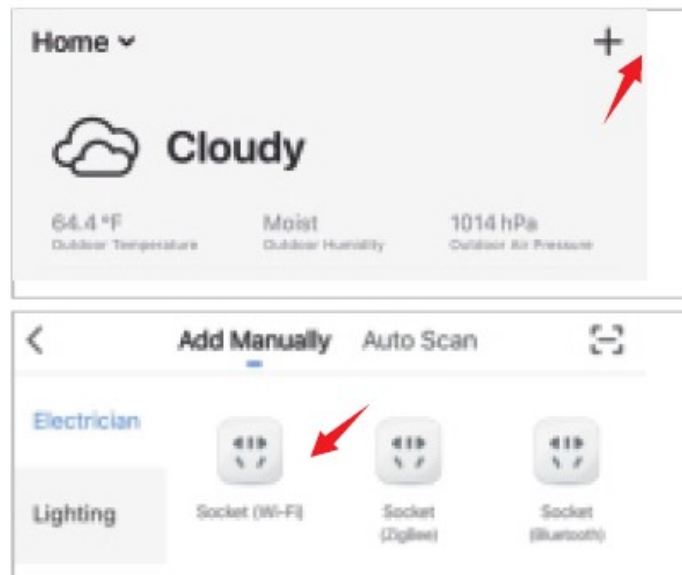 Home
Cloudy
64.4 °F Moist 1014 hPa
Outdoor Temperature Outdoor Humidity Outdoor Air Pressure
Add Manually Auto Scan
Electrician
Socket (Wi-Fi) Socket Socket
(ZigBee) (Bluetooth)
Lighting